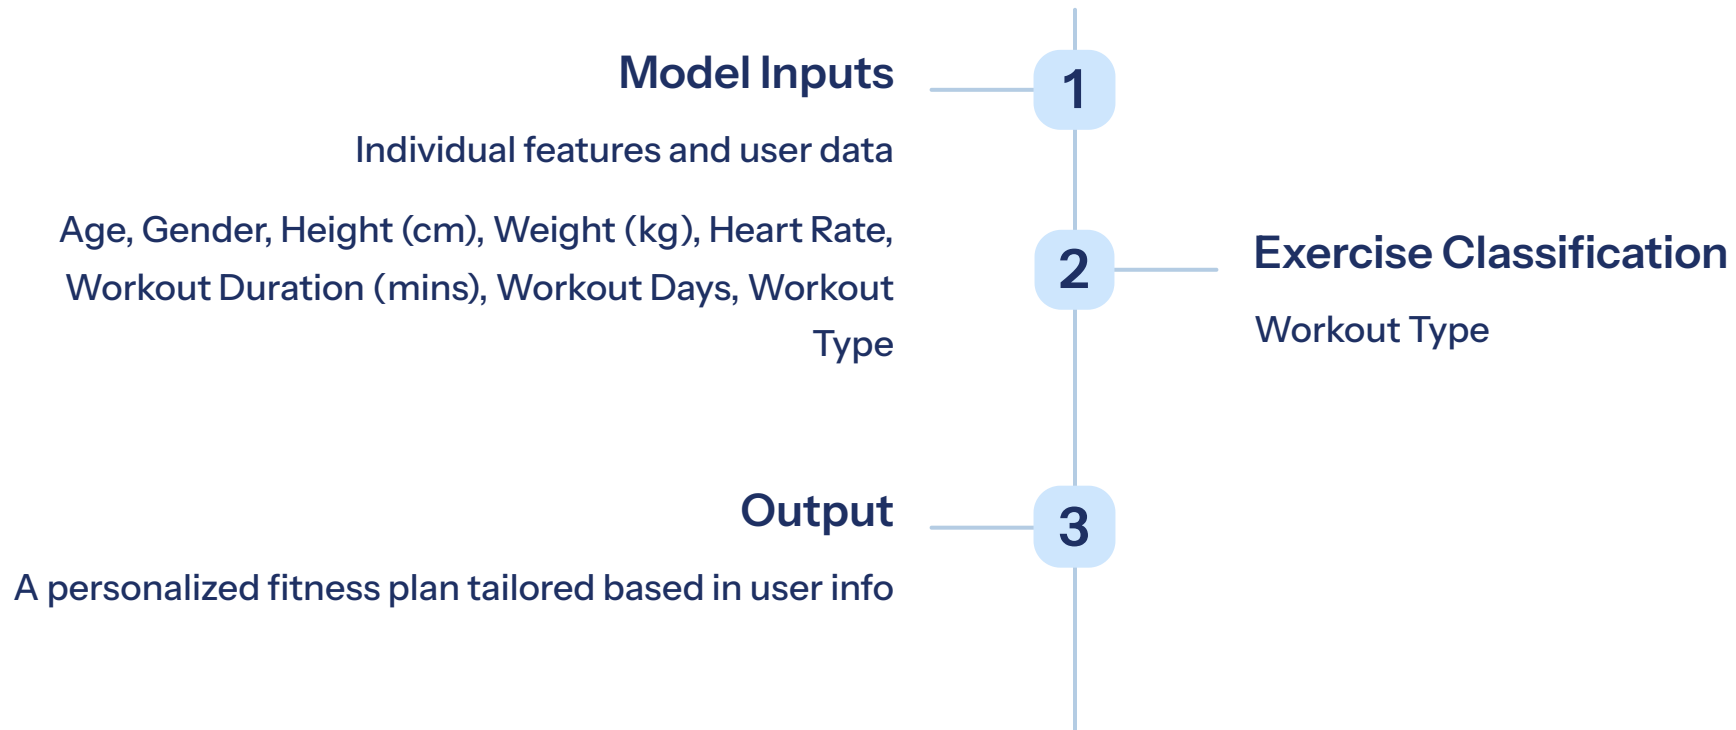 1
Model Inputs
Individual features and user data
Age, Gender, Height (cm), Weight (kg), Heart Rate,
Workout Duration (mins), Workout Days, Workout
Type
2
Exercise Classification
Workout Type
3
Output
A personalized fitness plan tailored based in user info